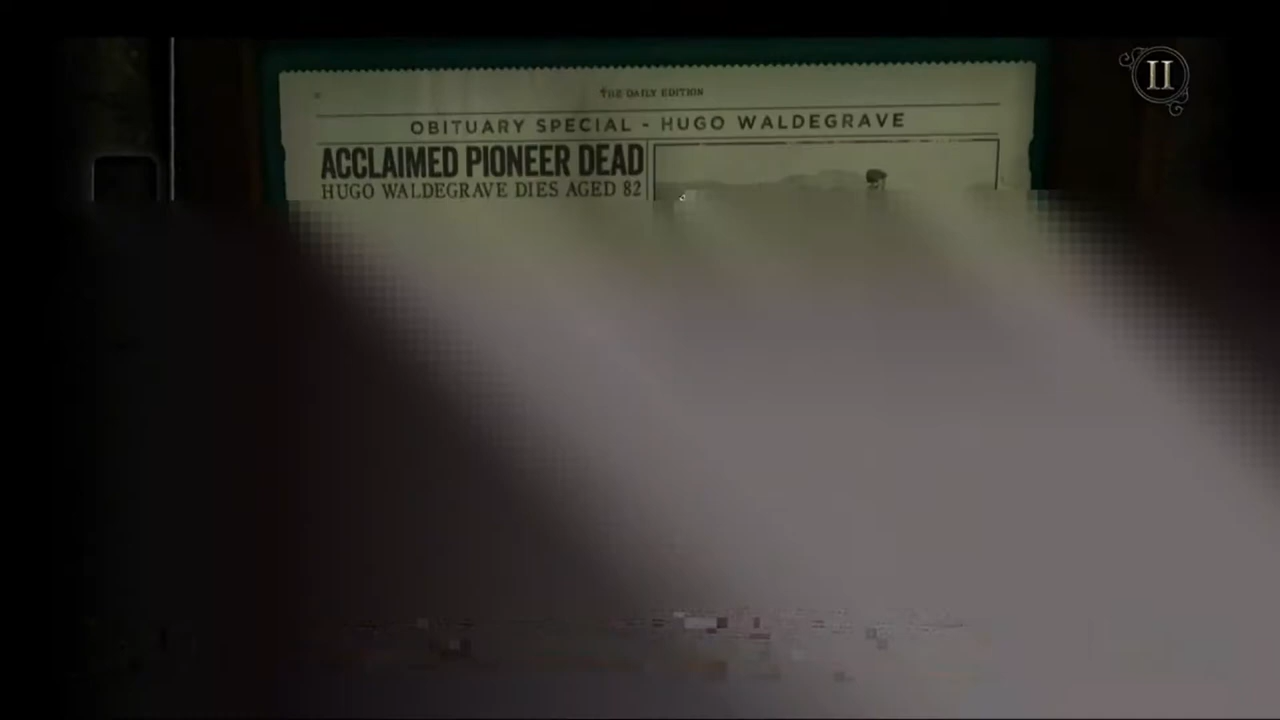 II
THE DAILY EDITION
OBITUARY SPECIAL - HUGO WALDEGRAVE
ACCLAIMED PIONEER DEAD
HUGO WALDEGRAVE DIES AGED 82